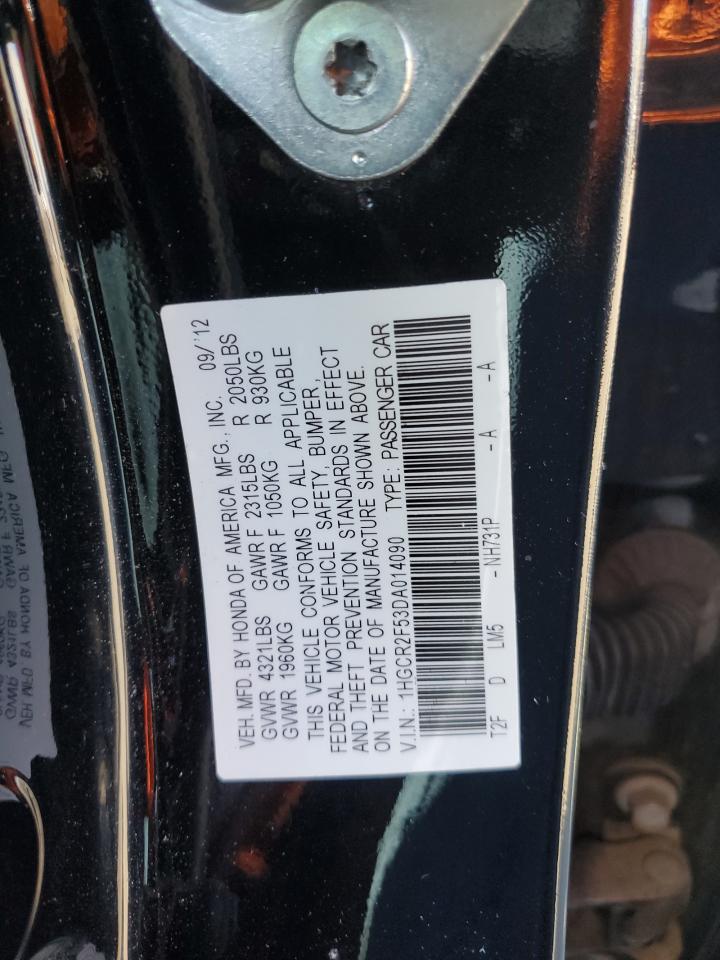 VEH. MFD. BY HONDA OF AMERICA MFG., INC. 09/'12
GVWR 4321LBS GAWR F 2315LBS R 2050LBS
GVWR 1960KG GAWR F 1050KG R 930KG
THIS VEHICLE CONFORMS TO ALL APPLICABLE
FEDERAL MOTOR VEHICLE SAFETY, BUMPER,
AND THEFT PREVENTION STANDARDS IN EFFECT
ON THE DATE OF MANUFACTURE SHOWN ABOVE.
V.I.N.: 1HGCR2F53DA014090 TYPE: PASSENGER CAR
T2F D LM5 - NH731P - A - A